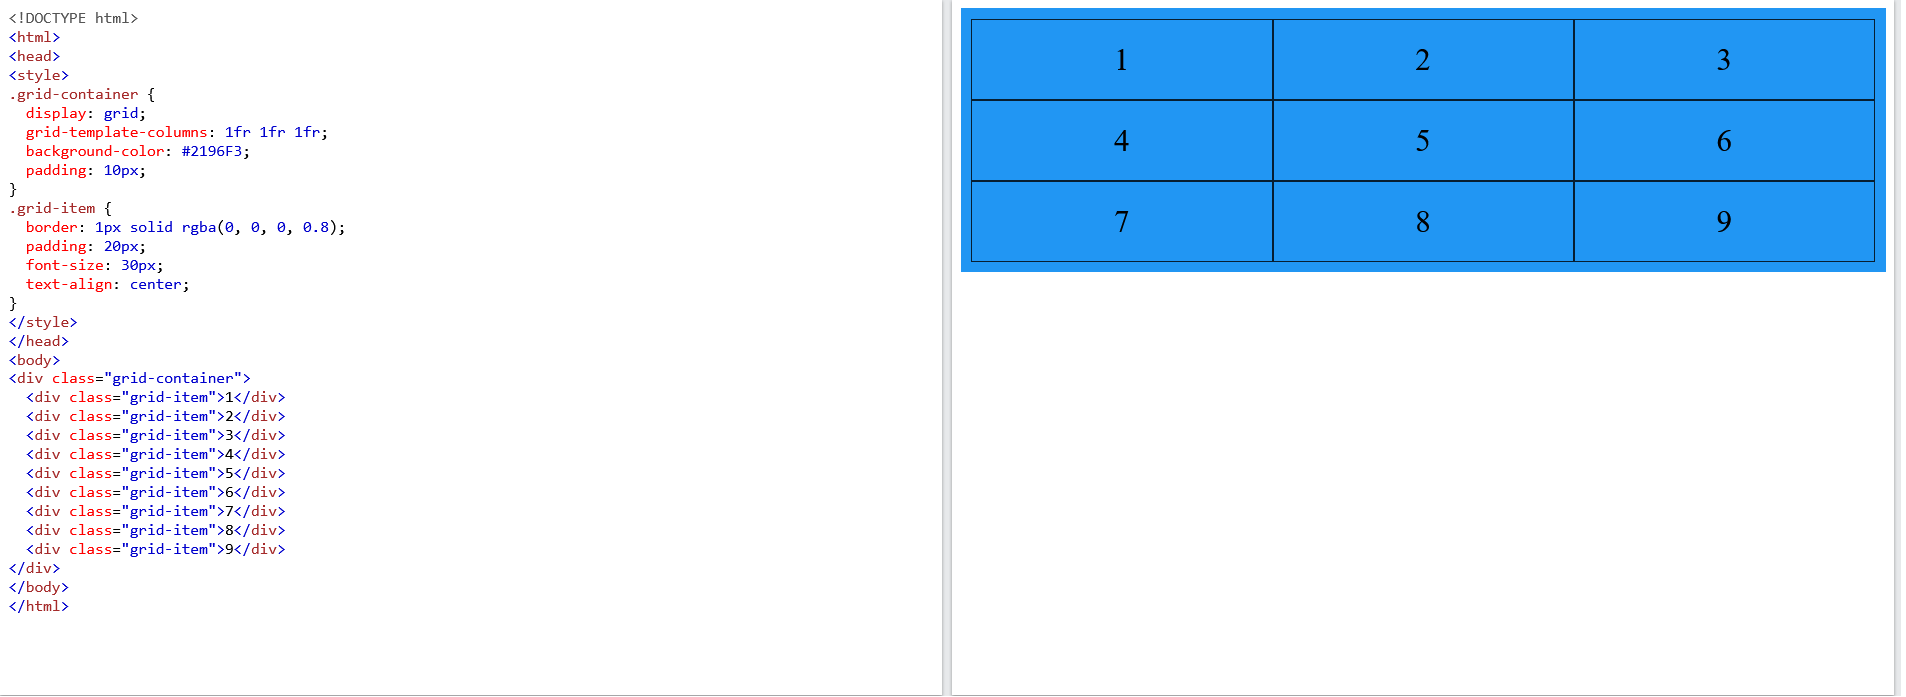 <!DOCTYPE html>
<html>
<head>
<style>
.grid-container {
  display: grid;
  grid-template-columns: 1fr 1fr 1fr;
  background-color: #2196F3;
  padding: 10px;
}
.grid-item {
  border: 1px solid rgba(0, 0, 0, 0.8);
  padding: 20px;
  font-size: 30px;
  text-align: center;
}
</style>
</head>
<body>
<div class="grid-container">
  <div class="grid-item">1</div>
  <div class="grid-item">2</div>
  <div class="grid-item">3</div>
  <div class="grid-item">4</div>
  <div class="grid-item">5</div>
  <div class="grid-item">6</div>
  <div class="grid-item">7</div>
  <div class="grid-item">8</div>
  <div class="grid-item">9</div>
</div>
</body>
</html>
1 2 3
4 5 6
7 8 9